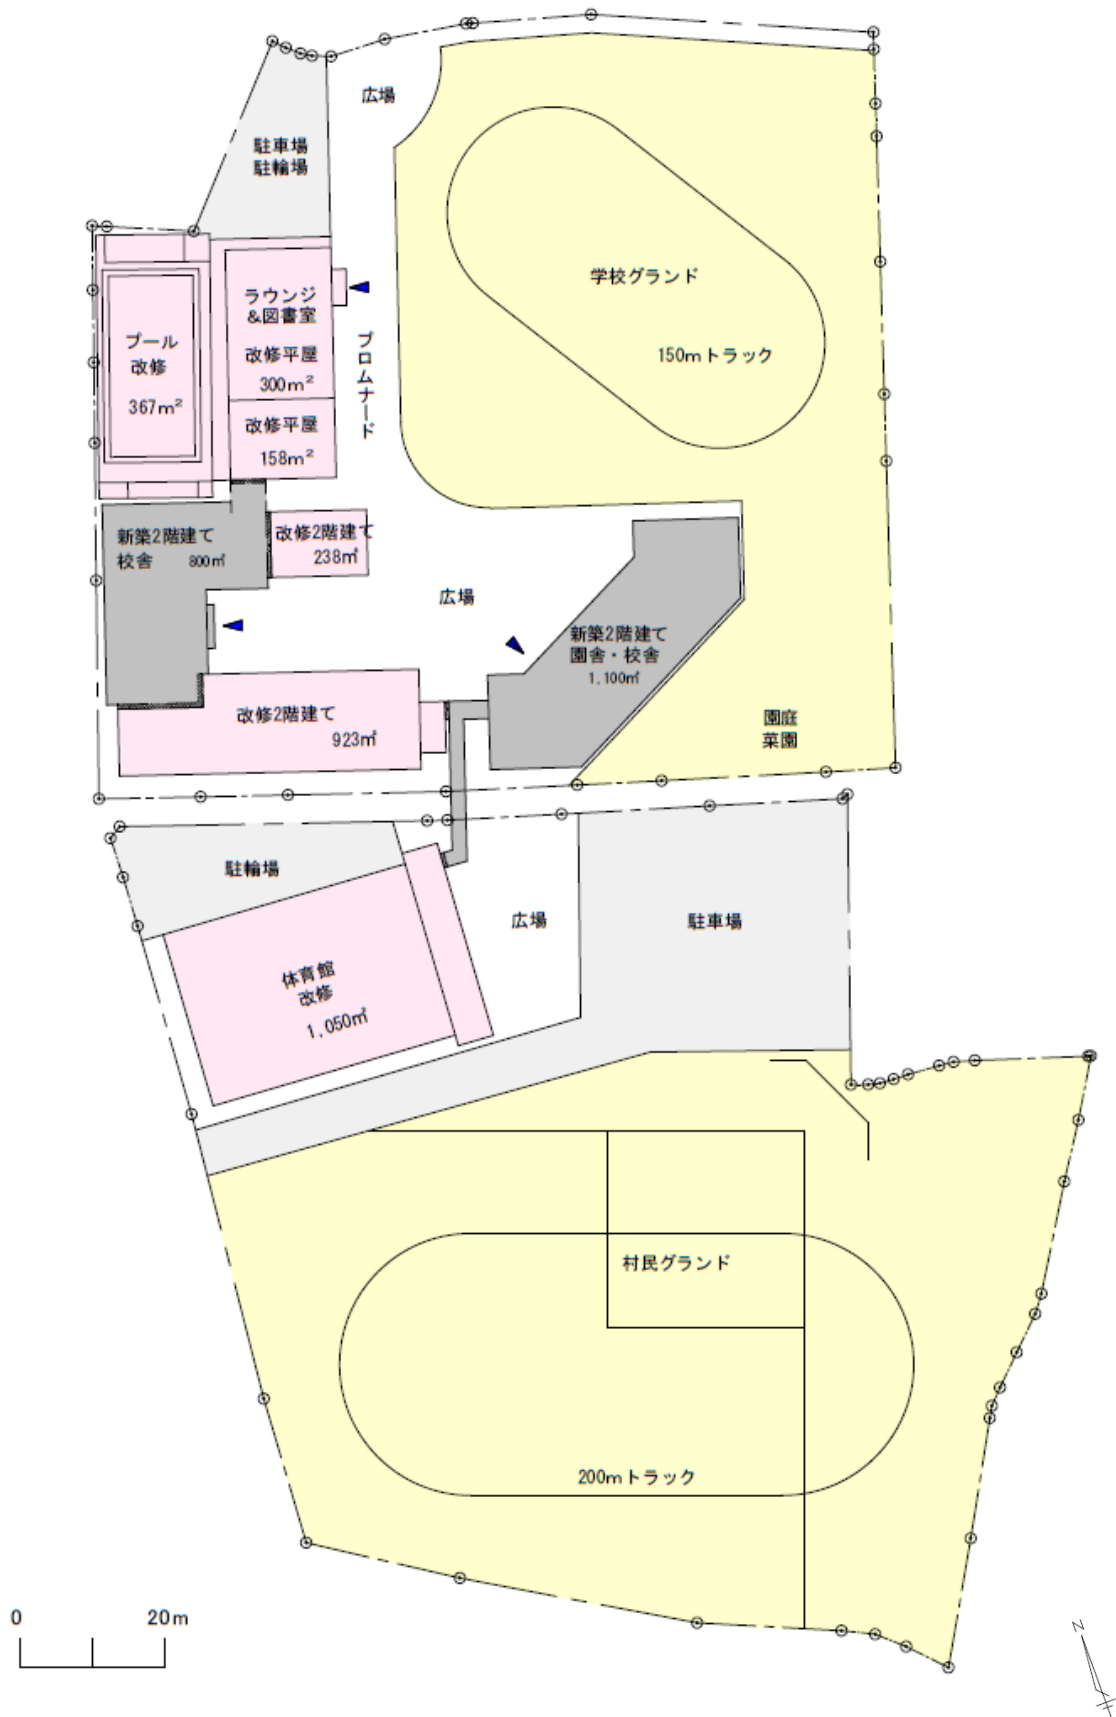 広場
駐車場
駐輪場
学校グランド
ラウンジ
&図書室
プール
改修
367m²
改修平屋
300m²
プロムナード
150mトラック
改修平屋
158m²
新築2階建て
校舎 800㎡
改修2階建て
238㎡
広場
新築2階建て
園舎・校舎
1,100㎡
改修2階建て
923㎡
園庭
菜園
駐輪場
広場
駐車場
体育館
改修
1,050㎡
村民グランド
200mトラック
0 20m
N